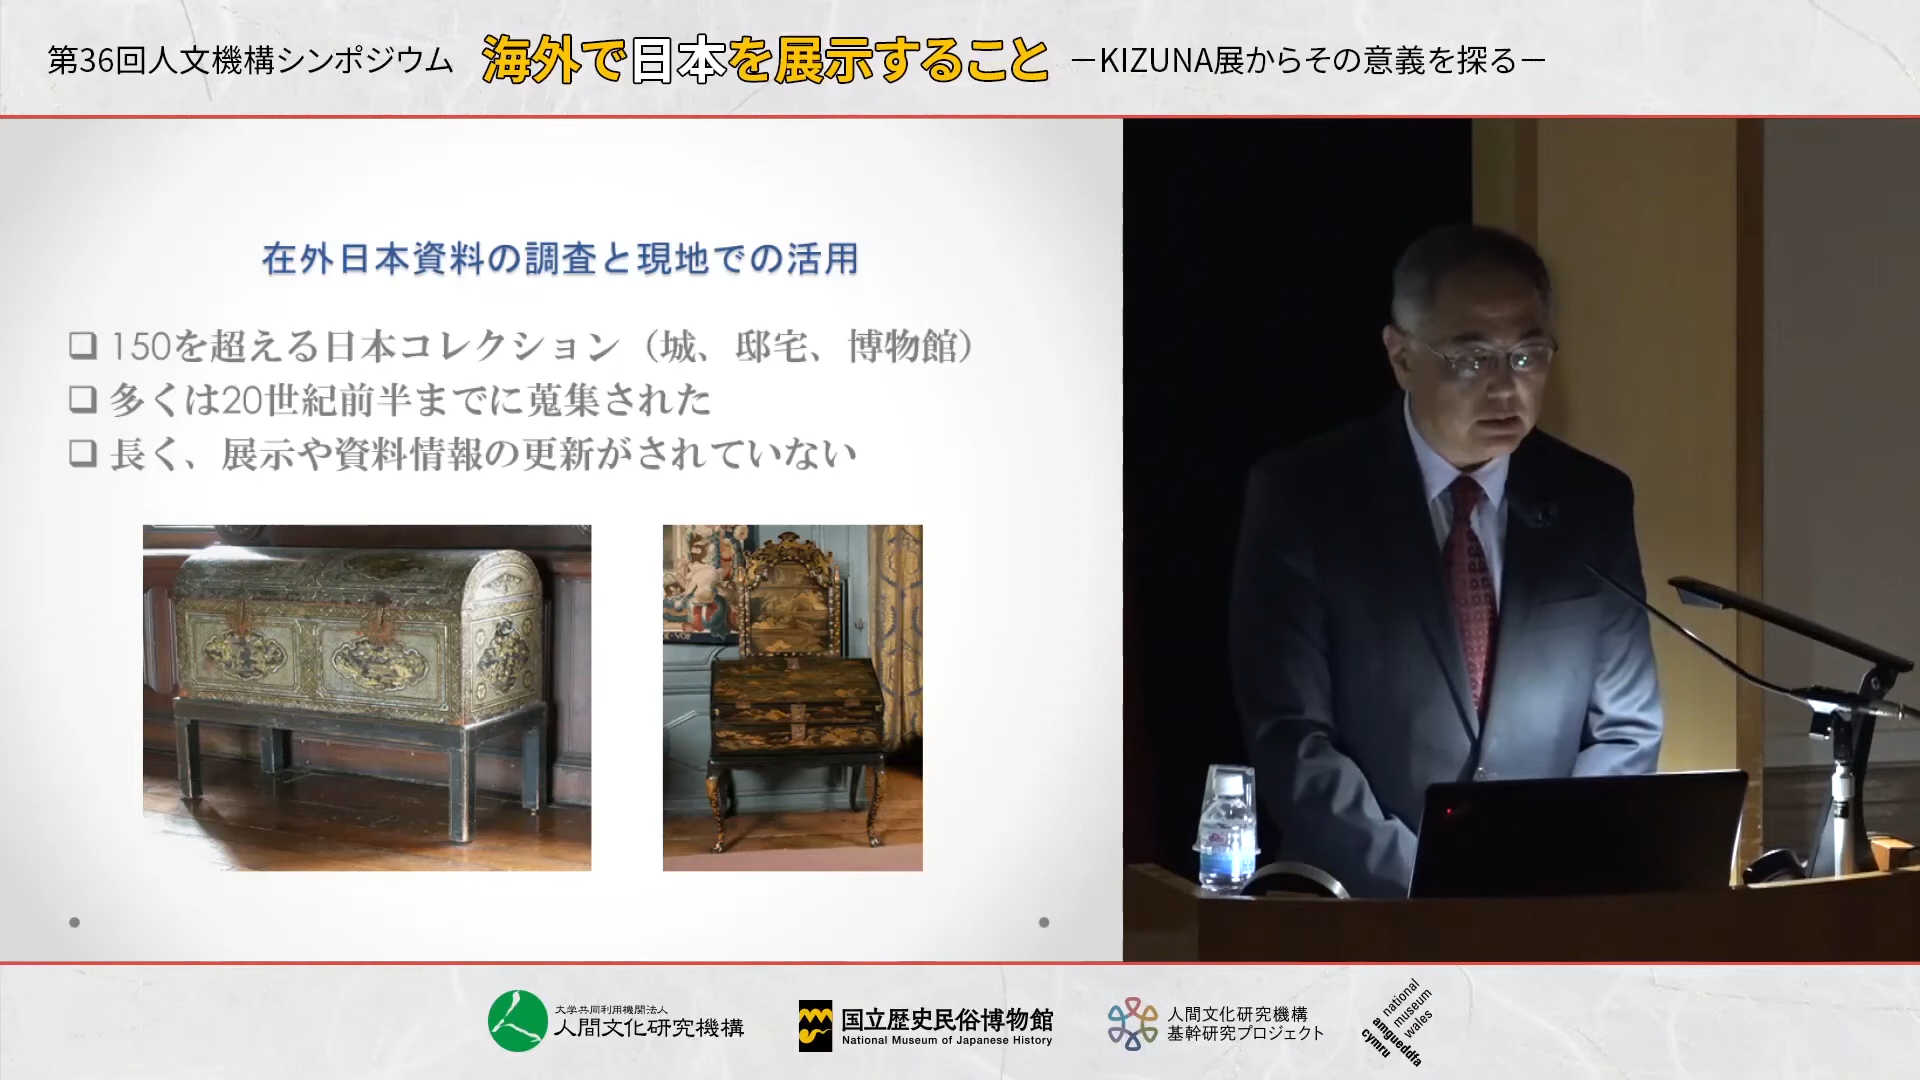 第36回人文機構シンポジウム 海外で日本を展示すること －KIZUNA展からその意義を探る－
在外日本資料の調査と現地での活用
❑ 150を超える日本コレクション（城、邸宅、博物館）
❑ 多くは20世紀前半までに蒐集された
❑ 長く、展示や資料情報の更新がされていない
大学共同利用機関法人
人間文化研究機構
国立歴史民俗博物館
National Museum of Japanese History
人間文化研究機構
基幹研究プロジェクト
national
museum
wales
amgueddfa
cymru